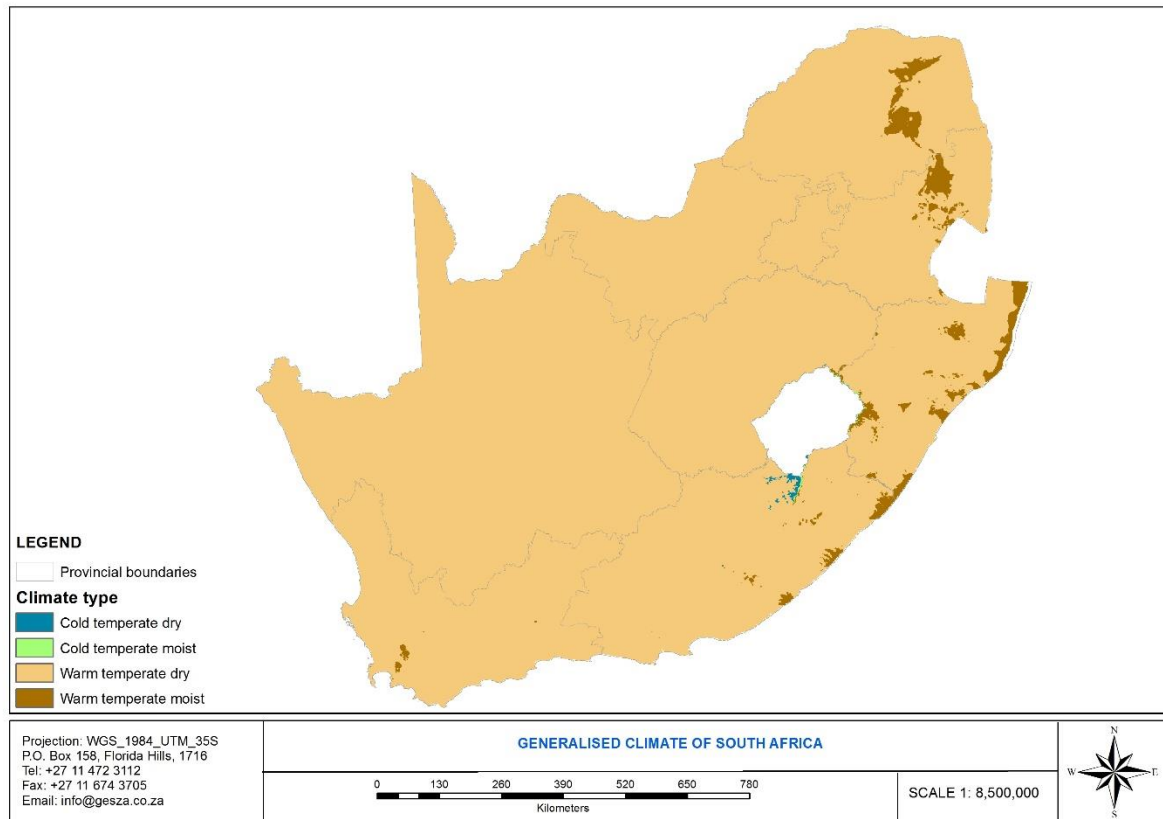 LEGEND
Provincial boundaries
Climate type
Cold temperate dry
Cold temperate moist
Warm temperate dry
Warm temperate moist
Projection: WGS_1984_UTM_35S
P.O. Box 158, Florida Hills, 1716
Tel: +27 11 472 3112
Fax: +27 11 674 3705
Email: info@gesza.co.za
GENERALISED CLIMATE OF SOUTH AFRICA
0 130 260 390 520 650 780
Kilometers
SCALE 1: 8,500,000
N
W E
S